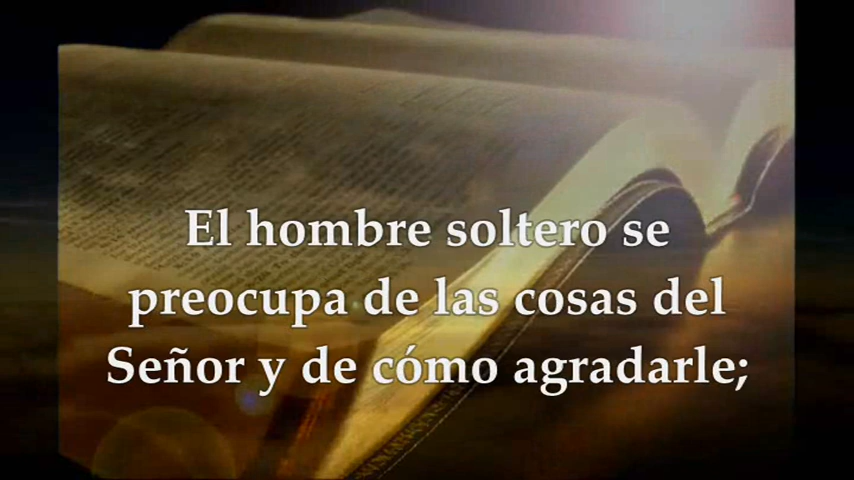 El hombre soltero se
preocupa de las cosas del
Señor y de cómo agradarle;